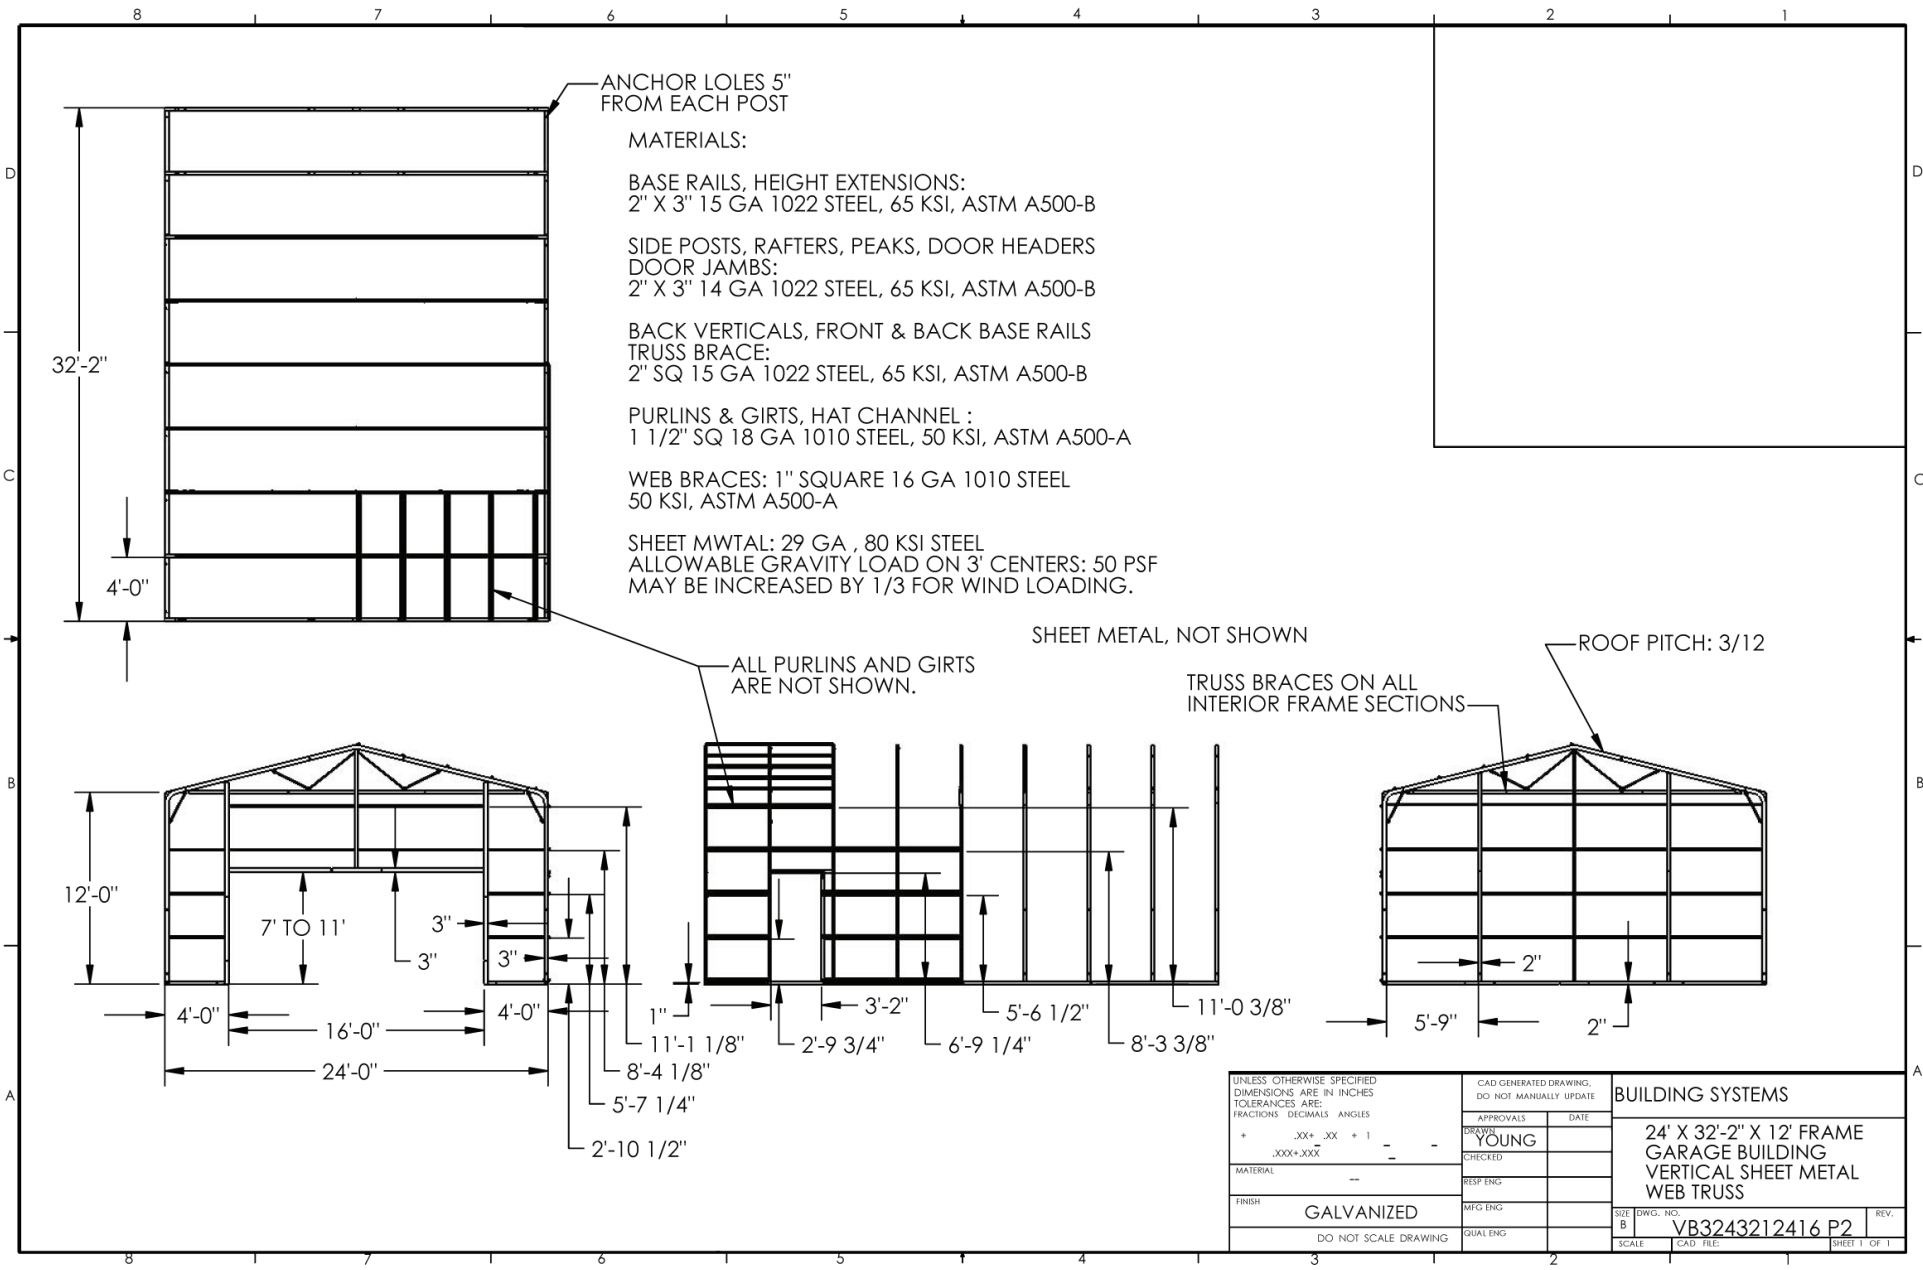 8 7 6 5 4 3 2 1
ANCHOR LOLES 5"
FROM EACH POST
MATERIALS:
D
D
BASE RAILS, HEIGHT EXTENSIONS:
2" X 3" 15 GA 1022 STEEL, 65 KSI, ASTM A500-B
SIDE POSTS, RAFTERS, PEAKS, DOOR HEADERS
DOOR JAMBS:
2" X 3" 14 GA 1022 STEEL, 65 KSI, ASTM A500-B
BACK VERTICALS, FRONT & BACK BASE RAILS
TRUSS BRACE:
2" SQ 15 GA 1022 STEEL, 65 KSI, ASTM A500-B
32'-2"
PURLINS & GIRTS, HAT CHANNEL :
1 1/2" SQ 18 GA 1010 STEEL, 50 KSI, ASTM A500-A
C
C
WEB BRACES: 1" SQUARE 16 GA 1010 STEEL
50 KSI, ASTM A500-A
SHEET MWTAL: 29 GA , 80 KSI STEEL
ALLOWABLE GRAVITY LOAD ON 3' CENTERS: 50 PSF
MAY BE INCREASED BY 1/3 FOR WIND LOADING.
4'-0"
SHEET METAL, NOT SHOWN
ROOF PITCH: 3/12
ALL PURLINS AND GIRTS
ARE NOT SHOWN.
TRUSS BRACES ON ALL
INTERIOR FRAME SECTIONS
B
B
12'-0"
7' TO 11'
3"
3"
3"
4'-0"
16'-0"
4'-0"
24'-0"
11'-1 1/8"
8'-4 1/8"
5'-7 1/4"
2'-10 1/2"
1"
2'-9 3/4"
3'-2"
6'-9 1/4"
5'-6 1/2"
8'-3 3/8"
11'-0 3/8"
2"
5'-9"
2"
A
A
UNLESS OTHERWISE SPECIFIED
DIMENSIONS ARE IN INCHES
TOLERANCES ARE:
FRACTIONS DECIMALS ANGLES
+ .XX+ .XX + 1
.XXX+.XXX
MATERIAL
--
FINISH
GALVANIZED
DO NOT SCALE DRAWING
CAD GENERATED DRAWING,
DO NOT MANUALLY UPDATE
APPROVALS DATE
DRAWN
YOUNG
CHECKED
RESP ENG
MFG ENG
QUAL ENG
BUILDING SYSTEMS
24' X 32'-2" X 12' FRAME
GARAGE BUILDING
VERTICAL SHEET METAL
WEB TRUSS
SIZE DWG. NO. REV.
B VB3243212416 P2
SCALE CAD FILE: SHEET 1 OF 1
8 7 6 5 4 3 2 1